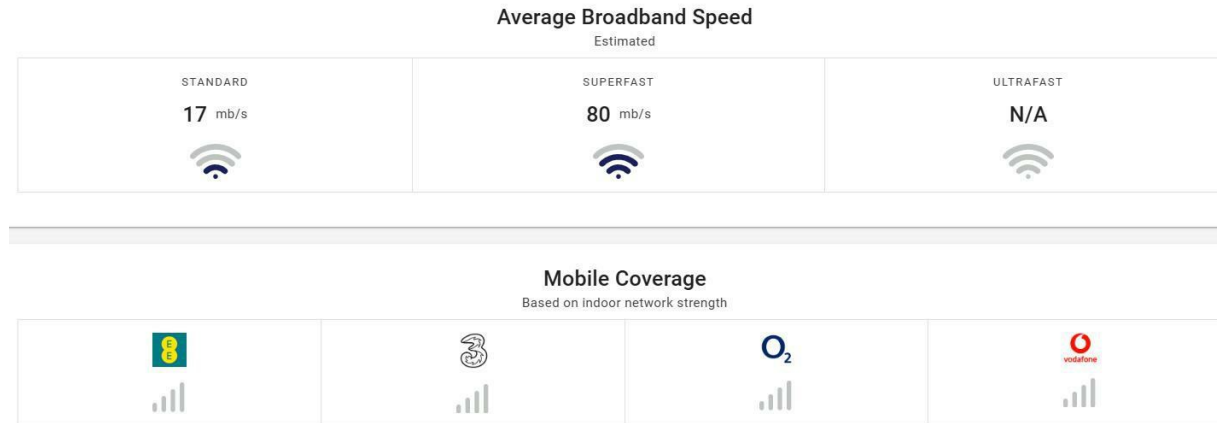 Average Broadband Speed
Estimated
STANDARD
SUPERFAST
ULTRAFAST
17 mb/s
80 mb/s
N/A
Mobile Coverage
Based on indoor network strength
E
E
3
O2
vodafone